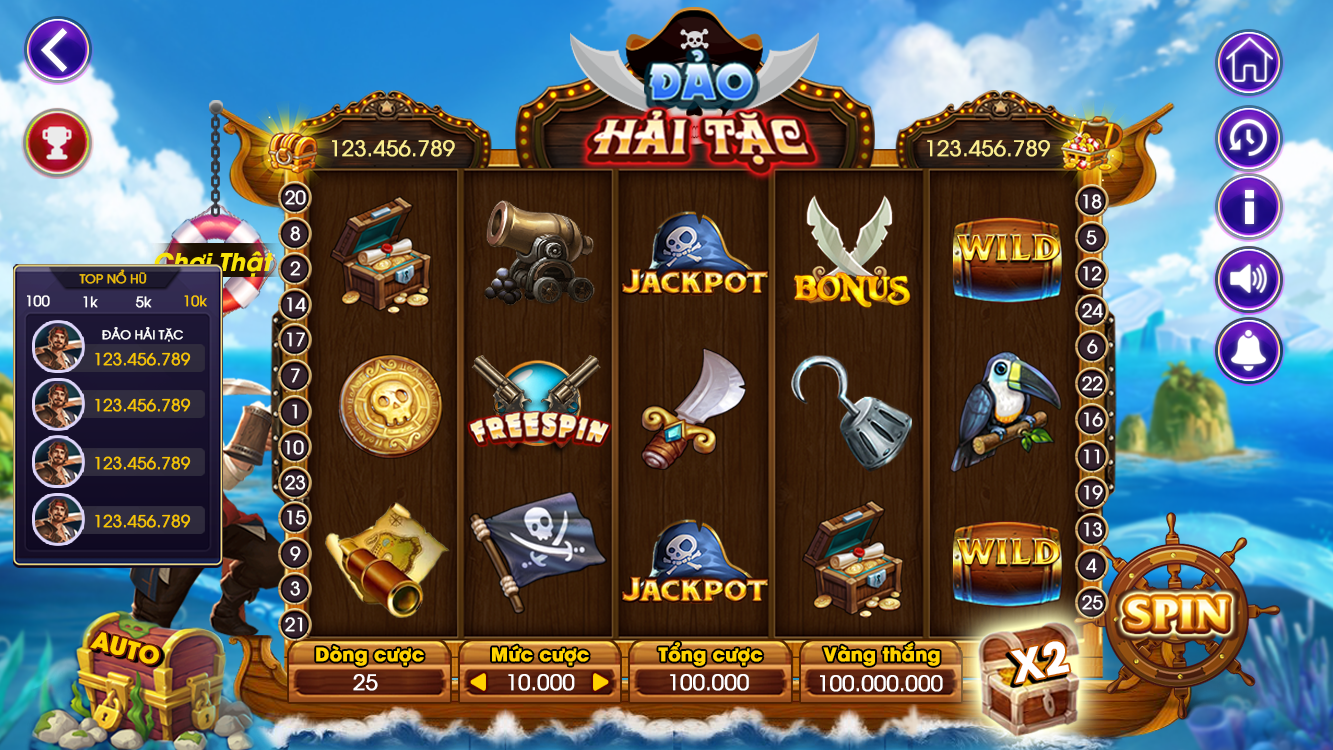 ĐẢO
HẢI TẶC
123.456.789
123.456.789
20
8
2
14
17
7
1
10
23
15
9
3
21
18
5
12
24
6
22
16
11
19
13
4
25
JACKPOT
BONUS
WILD
FREESPIN
JACKPOT
WILD
Chơi Thật
TOP NỔ HŨ
100 1k 5k 10k
ĐẢO HẢI TẶC
123.456.789
123.456.789
123.456.789
123.456.789
AUTO
Dòng cược
25
Mức cược
10.000
Tổng cược
100.000
Vàng thắng
100.000.000
X2
SPIN